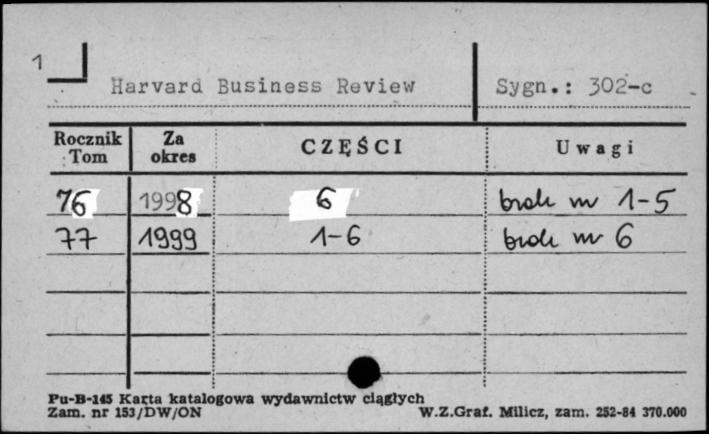 1
Harvard Business Review Sygn.: 302-c
Rocznik Tom Za okres CZĘŚCI Uwagi
76 1998 6 brak nr 1-5
77 1999 1-6 brak nr 6
Pu-B-145 Karta katalogowa wydawnictw ciągłych
Zam. nr 153/DW/ON W.Z.Graf. Milicz, zam. 252-84 370.000